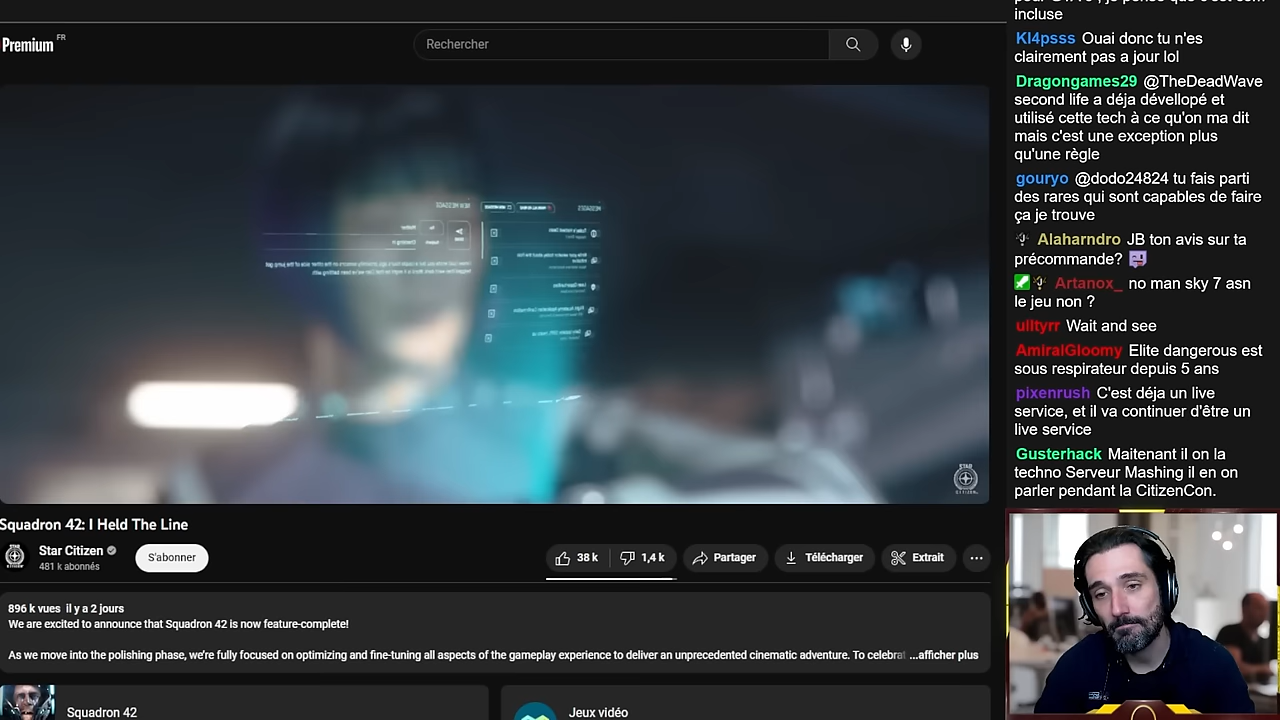 Premium FR
Rechercher
NEW MESSAGE
MESSAGES
STAR
CITIZEN
Squadron 42: I Held The Line
Star Citizen
481 k abonnés
S'abonner
38 k
1,4 k
Partager
Télécharger
Extrait
896 k vues il y a 2 jours
We are excited to announce that Squadron 42 is now feature-complete!
As we move into the polishing phase, we're fully focused on optimizing and fine-tuning all aspects of the gameplay experience to deliver an unprecedented cinematic adventure. To celebrat ...afficher plus
Squadron 42
Jeux vidéo
incluse
Kl4psss Ouai donc tu n'es
clairement pas a jour lol
Dragongames29 @TheDeadWave
second life a déja dévellopé et
utilisé cette tech à ce qu'on ma dit
mais c'est une exception plus
qu'une règle
gouryo @dodo24824 tu fais parti
des rares qui sont capables de faire
ça je trouve
Alaharndro JB ton avis sur ta
précommande?
Artanox_ no man sky 7 asn
le jeu non ?
ulltyrr Wait and see
AmiralGloomy Elite dangerous est
sous respirateur depuis 5 ans
pixenrush C'est déja un live
service, et il va continuer d'être un
live service
Gusterhack Maitenant il on la
techno Serveur Mashing il en on
parler pendant la CitizenCon.